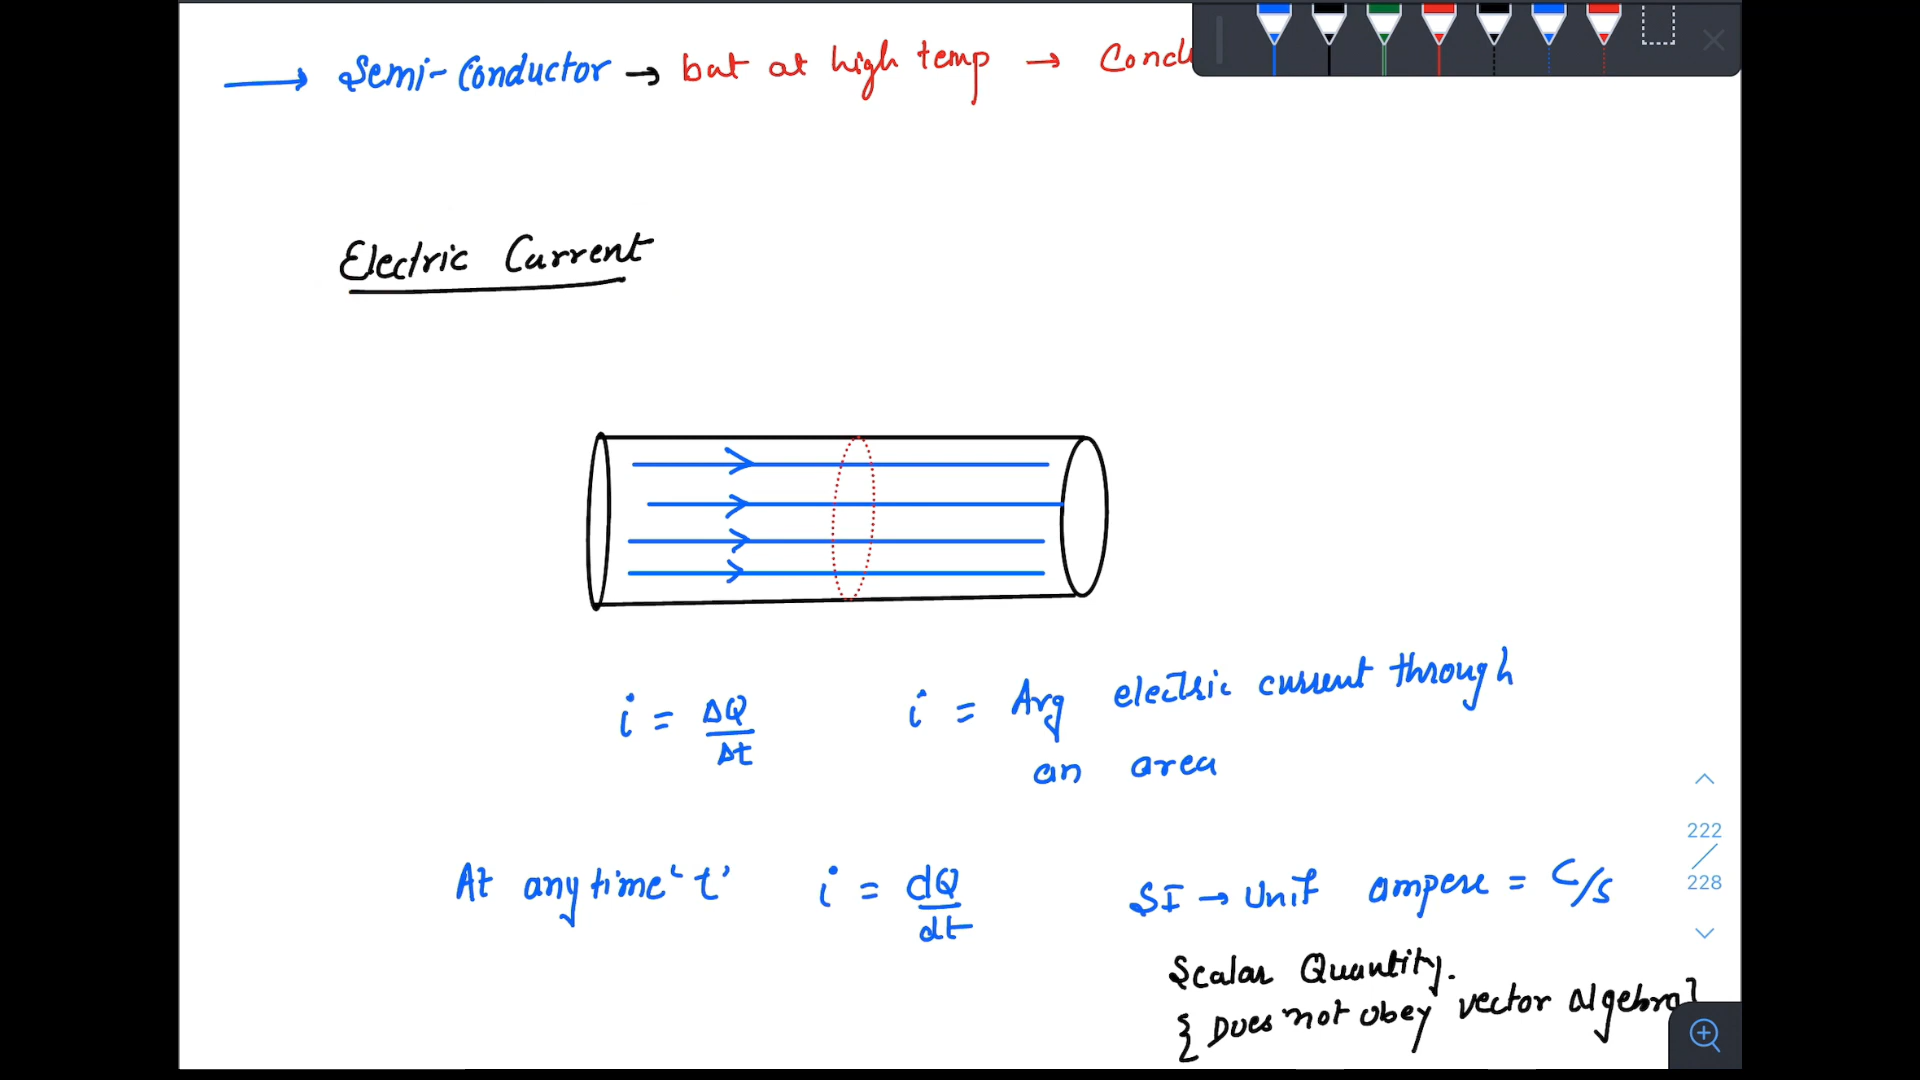 → Semi-Conductor → but at high temp →
Electric Current
i = ΔQ/Δt
i = Avg electric current through
an area
At any time 't' i = dQ/dt
SI → Unit ampere = C/s
Scalar Quantity.
{ Does not obey vector algebra}
222
/
228